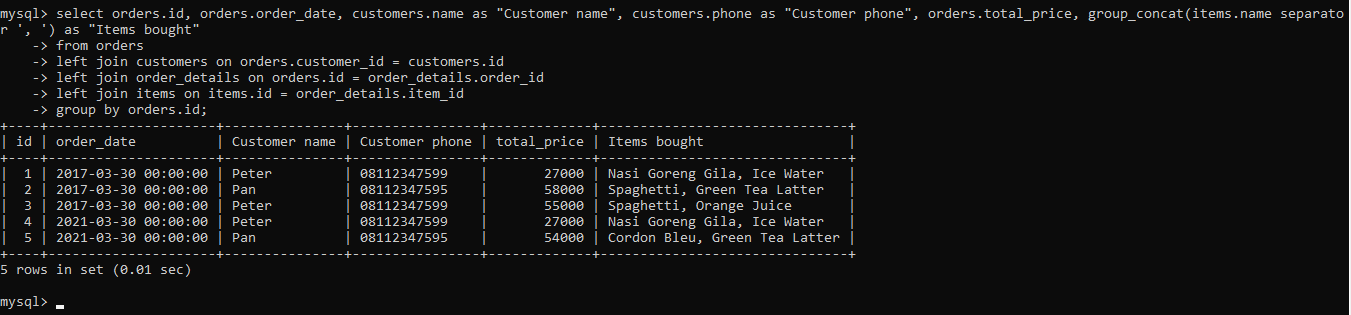 mysql> select orders.id, orders.order_date, customers.name as "Customer name", customers.phone as "Customer phone", orders.total_price, group_concat(items.name separato
r ', ') as "Items bought"
    -> from orders
    -> left join customers on orders.customer_id = customers.id
    -> left join order_details on orders.id = order_details.order_id
    -> left join items on items.id = order_details.item_id
    -> group by orders.id;
+----+---------------------+---------------+----------------+-------------+-------------------------------+
| id | order_date          | Customer name | Customer phone | total_price | Items bought                  |
+----+---------------------+---------------+----------------+-------------+-------------------------------+
|  1 | 2017-03-30 00:00:00 | Peter         | 08112347599    |       27000 | Nasi Goreng Gila, Ice Water   |
|  2 | 2017-03-30 00:00:00 | Pan           | 08112347595    |       58000 | Spaghetti, Green Tea Latter   |
|  3 | 2017-03-30 00:00:00 | Peter         | 08112347599    |       55000 | Spaghetti, Orange Juice       |
|  4 | 2021-03-30 00:00:00 | Peter         | 08112347599    |       27000 | Nasi Goreng Gila, Ice Water   |
|  5 | 2021-03-30 00:00:00 | Pan           | 08112347595    |       54000 | Cordon Bleu, Green Tea Latter |
+----+---------------------+---------------+----------------+-------------+-------------------------------+
5 rows in set (0.01 sec)
mysql>